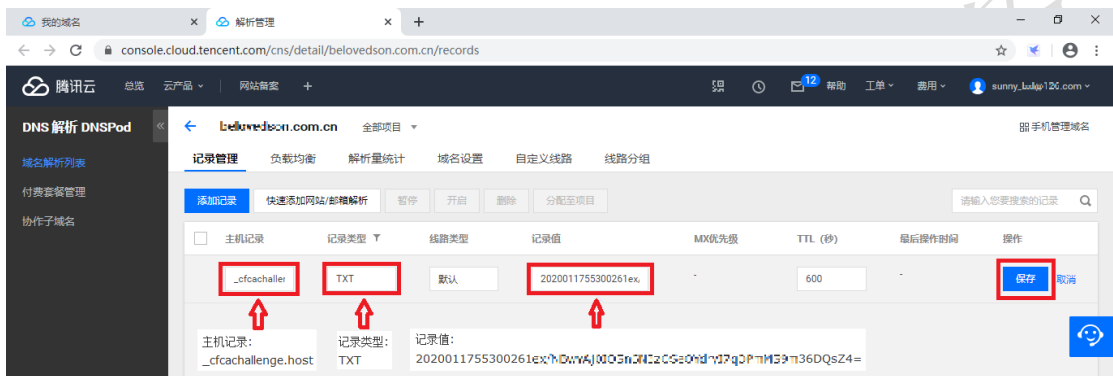 我的域名
解析管理
console.cloud.tencent.com/cns/detail/belovedson.com.cn/records
腾讯云 总览 云产品 网站备案 + 12 帮助 工单 费用
DNS 解析 DNSPod « .com.cn 全部项目 手机管理域名
域名解析列表
付费套餐管理
协作子域名
记录管理 负载均衡 解析量统计 域名设置 自定义线路 线路分组
添加记录 快速添加网站/邮箱解析 暂停 开启 删除 分配至项目 请输入您要搜索的记录
主机记录 记录类型 线路类型 记录值 MX优先级 TTL (秒) 最后操作时间 操作
_cfcachaller TXT 默认 2020011755300261ex/ - 600 - 保存 取消
主机记录: 记录类型: 记录值:
_cfcachallenge.host TXT 2020011755300261ex/